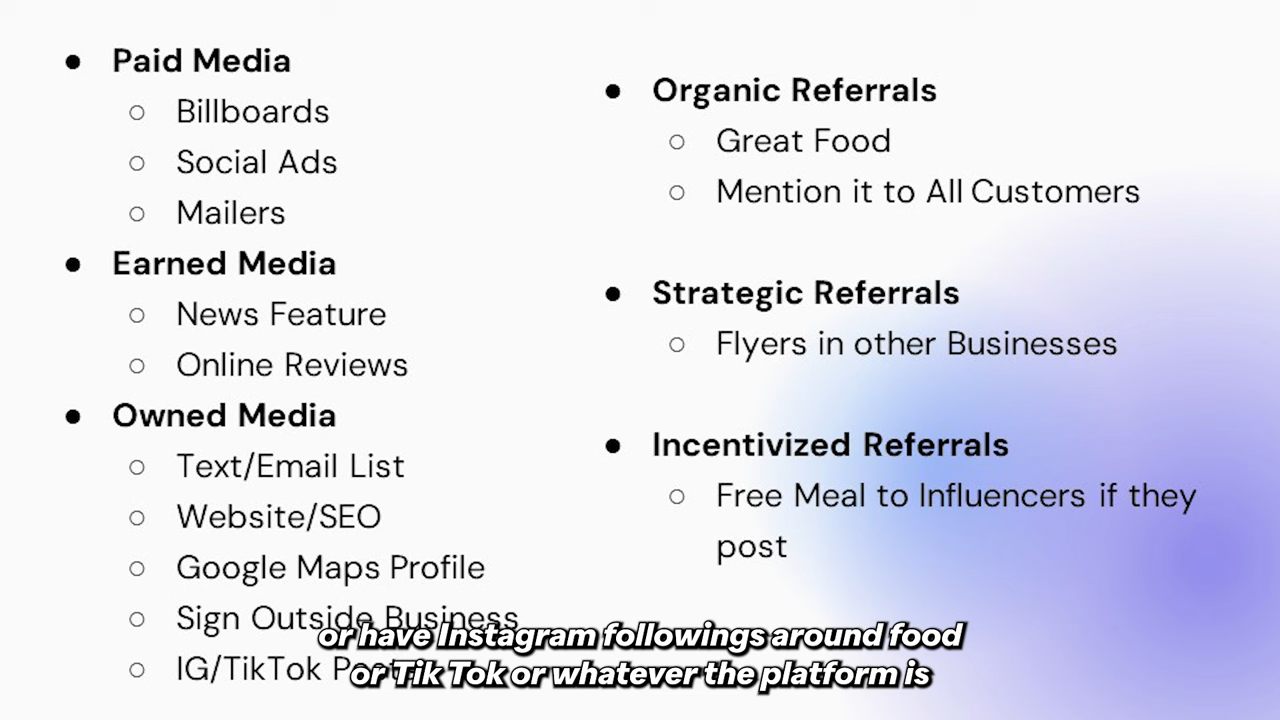 ● Paid Media
○ Billboards
○ Social Ads
○ Mailers
● Earned Media
○ News Feature
○ Online Reviews
● Owned Media
○ Text/Email List
○ Website/SEO
○ Google Maps Profile
○ Sign Outside Business
○ IG/TikTok
● Organic Referrals
○ Great Food
○ Mention it to All Customers
● Strategic Referrals
○ Flyers in other Businesses
● Incentivized Referrals
○ Free Meal to Influencers if they
post
or have Instagram followings around food
or Tik Tok or whatever the platform is